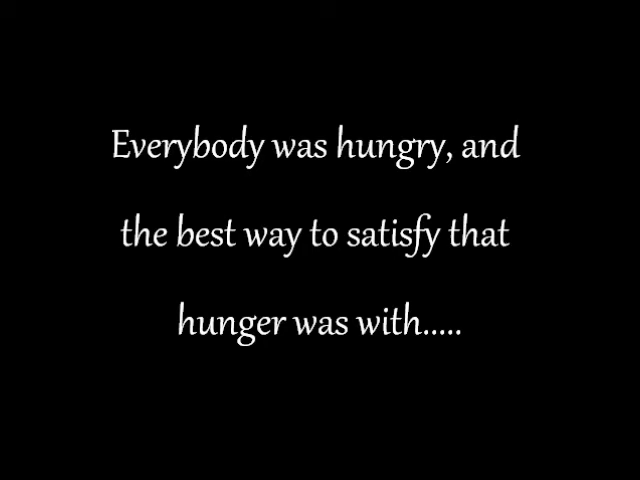 Everybody was hungry, and
the best way to satisfy that
hunger was with.....